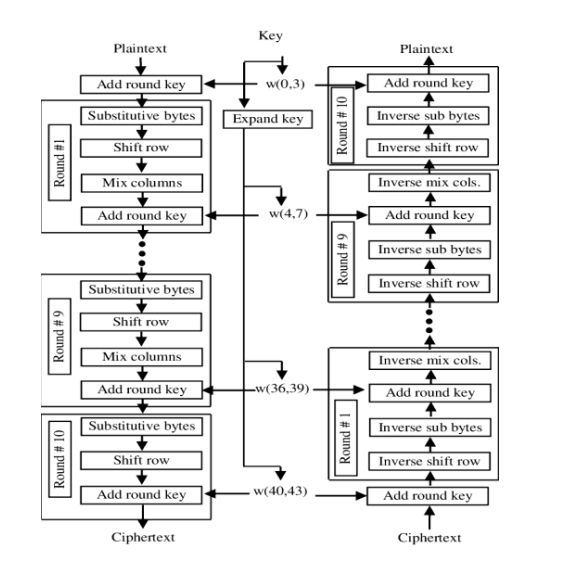 Plaintext
Add round key
Round #1
Substitutive bytes
Shift row
Mix columns
Add round key
Round # 9
Substitutive bytes
Shift row
Mix columns
Add round key
Round # 10
Substitutive bytes
Shift row
Add round key
Ciphertext
Key
w(0,3)
Expand key
w(4,7)
w(36,39)
w(40,43)
Plaintext
Round # 10
Add round key
Inverse sub bytes
Inverse shift row
Round # 9
Inverse mix cols.
Add round key
Inverse sub bytes
Inverse shift row
Round # 1
Inverse mix cols.
Add round key
Inverse sub bytes
Inverse shift row
Add round key
Ciphertext